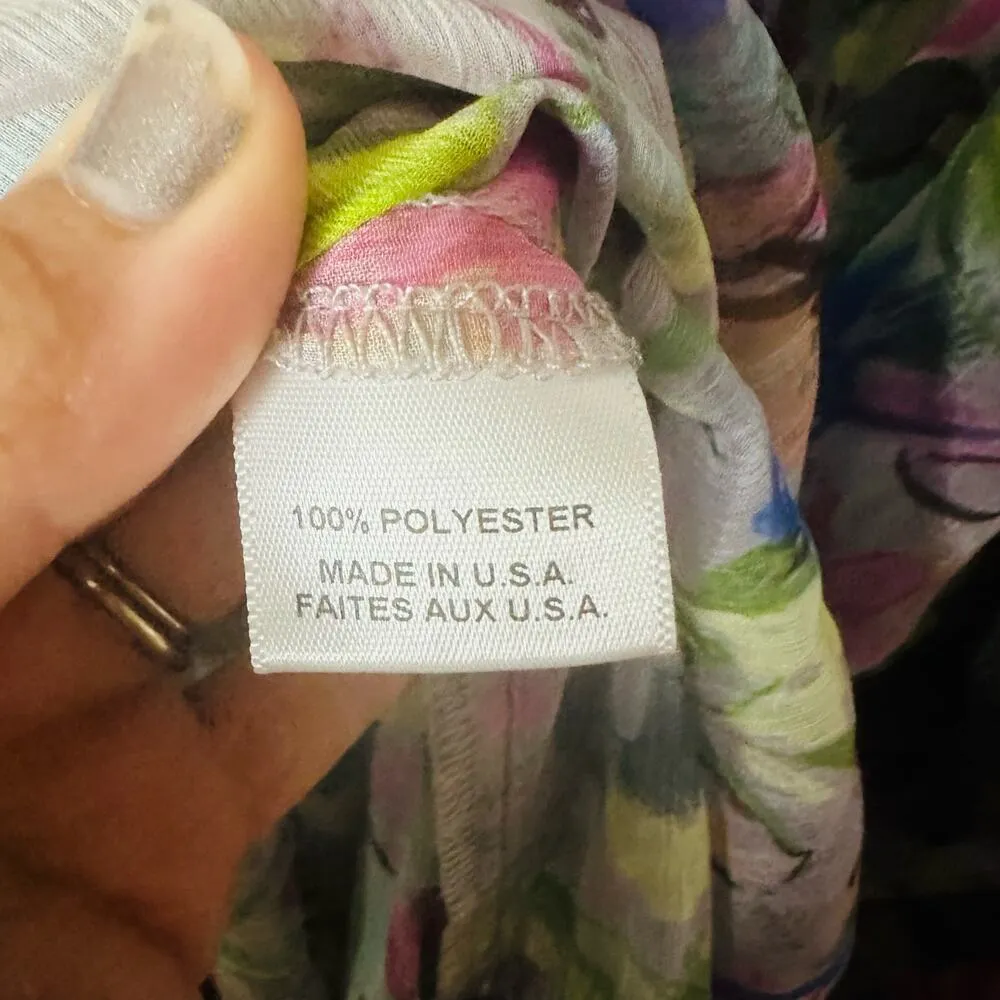 100% POLYESTER
MADE IN U.S.A.
FAITES AUX U.S.A.